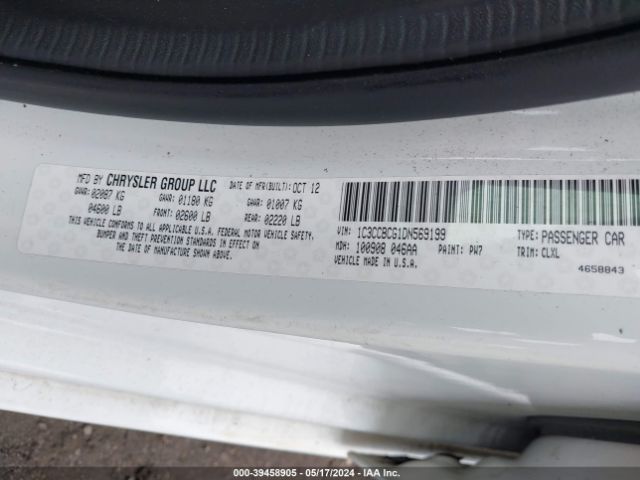 MFD BY CHRYSLER GROUP LLC DATE OF MFR(BUILT): OCT 12
GVWR: 02087 KG GAWR: 01180 KG GAWR: 01007 KG
04600 LB FRONT: 02600 LB REAR: 02220 LB
THIS VEHICLE CONFORMS TO ALL APPLICABLE U.S.A. FEDERAL MOTOR VEHICLE SAFETY,
BUMPER AND THEFT PREVENTION STANDARDS IN EFFECT ON THE
DATE OF MANUFACTURE SHOWN ABOVE.
VIN: 1C3CCBCG1DN569199 TYPE: PASSENGER CAR
MDH: 100908 046AA PAINT: PW7 TRIM: CLXL
VEHICLE MADE IN U.S.A. 4658843
000-39458905 - 05/17/2024 - IAA Inc.